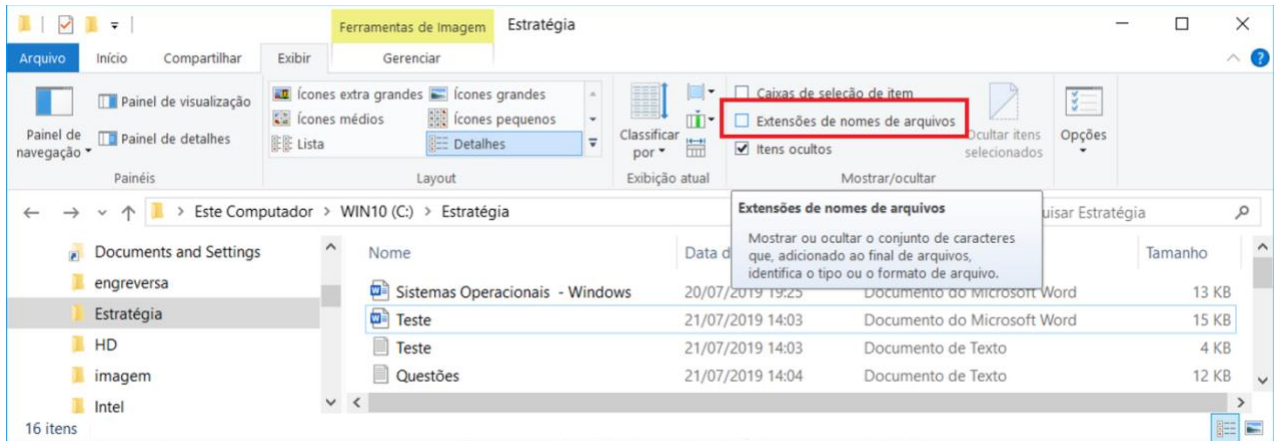 Ferramentas de Imagem Estratégia
Arquivo Início Compartilhar Exibir Gerenciar
Painel de navegação
Painel de visualização
Painel de detalhes
Painéis
Ícones extra grandes Ícones grandes
Ícones médios Ícones pequenos
Lista Detalhes
Layout
Classificar por
Exibição atual
Caixas de seleção de item
Extensões de nomes de arquivos
Itens ocultos
Ocultar itens selecionados
Mostrar/ocultar
Opções
> Este Computador > WIN10 (C:) > Estratégia
Estratégia
Extensões de nomes de arquivos
Mostrar ou ocultar o conjunto de caracteres
que, adicionado ao final de arquivos,
identifica o tipo ou o formato de arquivo.
Documents and Settings
engreversa
Estratégia
HD
imagem
Intel
Nome Data Tamanho
Sistemas Operacionais - Windows 20/07/2019 19:25 Documento do Microsoft Word 13 KB
Teste 21/07/2019 14:03 Documento do Microsoft Word 15 KB
Teste 21/07/2019 14:03 Documento de Texto 4 KB
Questões 21/07/2019 14:04 Documento de Texto 12 KB
16 itens